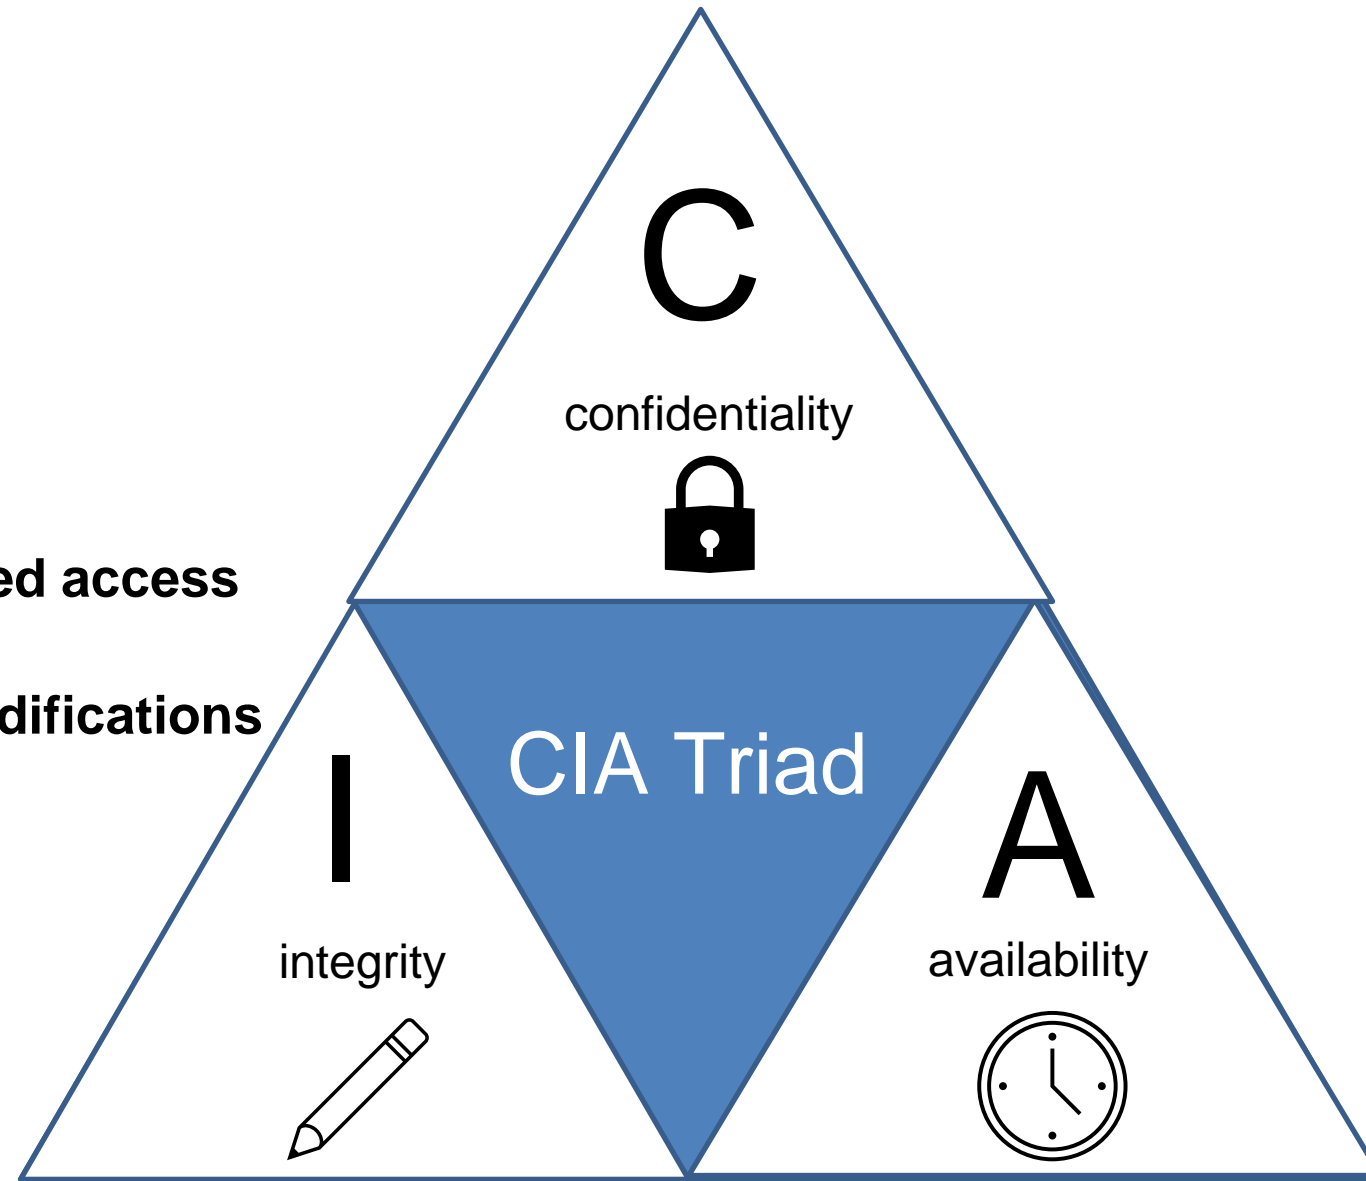 C
confidentiality
ed access
difications
CIA Triad
I
A
integrity
availability